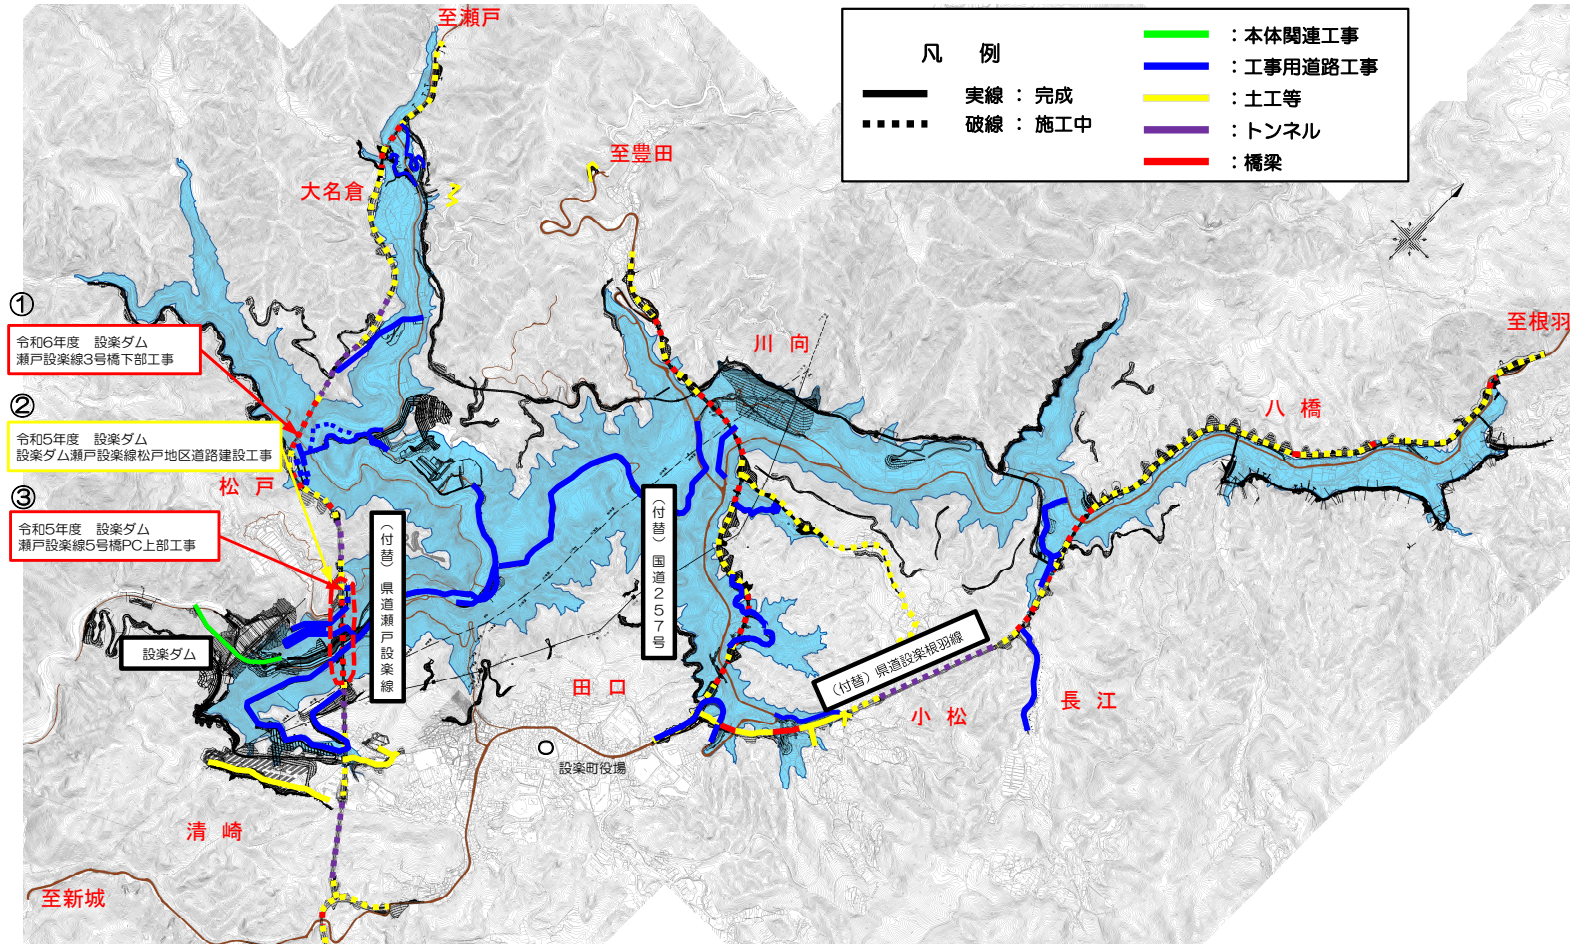 至瀬戸
凡　例
実線 ： 完成
破線 ： 施工中
：本体関連工事
：工事用道路工事
：土工等
：トンネル
：橋梁
至豊田
大名倉
①
令和6年度　設楽ダム
瀬戸設楽線3号橋下部工事
川 向
至根羽
八 橋
②
令和5年度　設楽ダム
設楽ダム瀬戸設楽線松戸地区道路建設工事
松 戸
③
令和5年度　設楽ダム
瀬戸設楽線5号橋PC上部工事
（付替）県道瀬戸設楽線
（付替）国道２５７号
設楽ダム
（付替）県道設楽根羽線
田 口
小 松
長 江
設楽町役場
清 崎
至新城